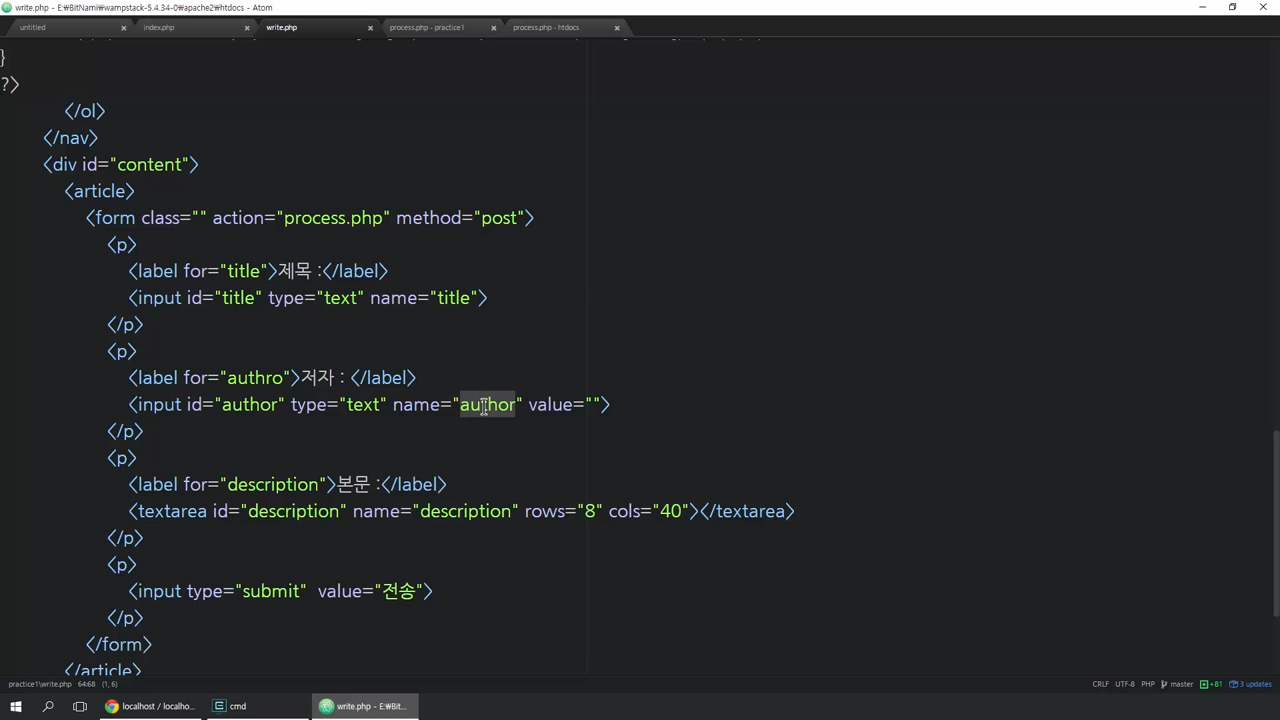 write.php - E:₩BitNami₩wampstack-5.4.34-0₩apache2₩htdocs - Atom
untitled
index.php
write.php
process.php - practice1
process.php - htdocs
}
?>
</ol>
</nav>
<div id="content">
<article>
<form class="" action="process.php" method="post">
<p>
<label for="title">제목 :</label>
<input id="title" type="text" name="title">
</p>
<p>
<label for="authro">저자 : </label>
<input id="author" type="text" name="author" value="">
</p>
<p>
<label for="description">본문 :</label>
<textarea id="description" name="description" rows="8" cols="40"></textarea>
</p>
<p>
<input type="submit"  value="전송">
</p>
</form>
</article>
practice1₩write.php 64:68 (1, 6)
CRLF UTF-8 PHP master +81 3 updates
localhost / localho... cmd write.php - E:₩Bit...